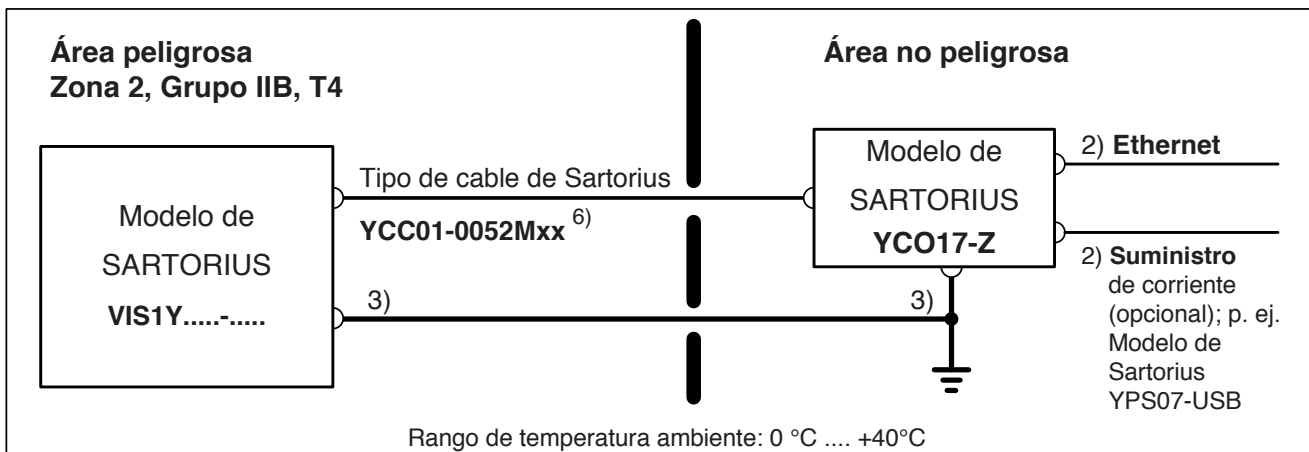 Área peligrosa
Zona 2, Grupo IIB, T4
Área no peligrosa
Modelo de
SARTORIUS
VIS1Y.....-.....
Tipo de cable de Sartorius
YCC01-0052Mxx 6)
3)
Modelo de
SARTORIUS
YCO17-Z
3)
2) Ethernet
2) Suministro
de corriente
(opcional); p. ej.
Modelo de
Sartorius
YPS07-USB
Rango de temperatura ambiente: 0 °C .... +40°C